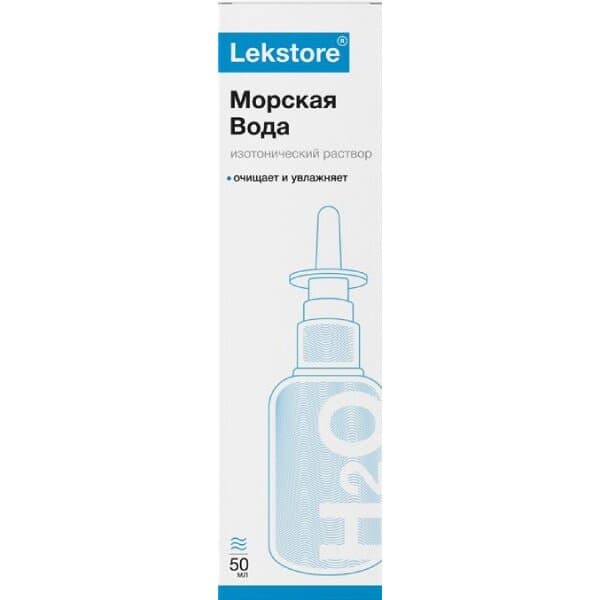 Lekstore®
Морская
Вода
изотонический раствор
• очищает и увлажняет
H2O
50
мл